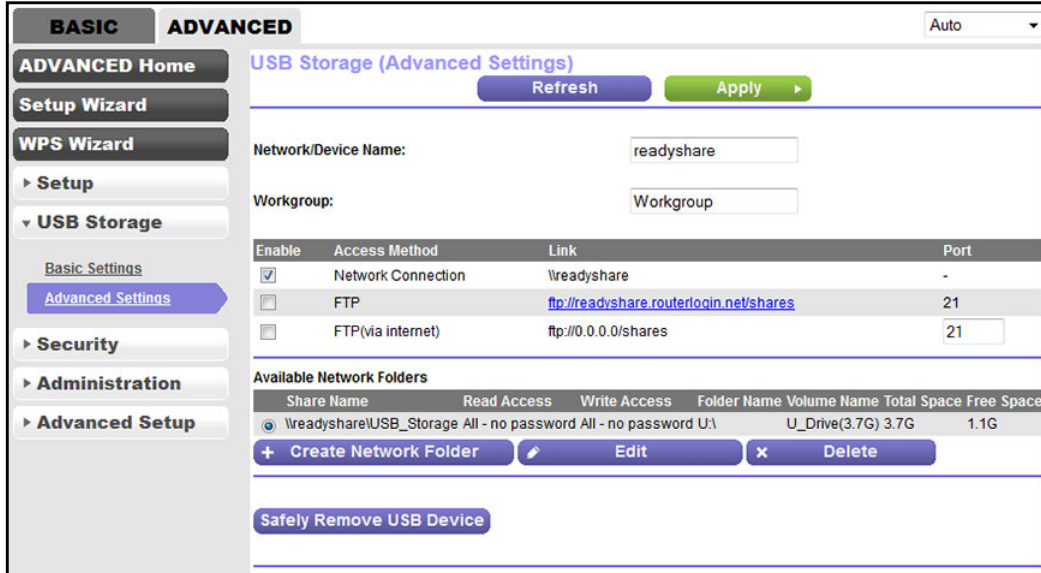 BASIC ADVANCED Auto
ADVANCED Home
Setup Wizard
WPS Wizard
Setup
USB Storage
Basic Settings
Advanced Settings
Security
Administration
Advanced Setup
USB Storage (Advanced Settings)
Refresh Apply
Network/Device Name: readyshare
Workgroup: Workgroup
Enable Access Method Link Port
Network Connection \\readyshare -
FTP ftp://readyshare.routerlogin.net/shares 21
FTP(via internet) ftp://0.0.0.0/shares 21
Available Network Folders
Share Name Read Access Write Access Folder Name Volume Name Total Space Free Space
\\readyshare\USB_Storage All - no password All - no password U:\ U_Drive(3.7G) 3.7G 1.1G
Create Network Folder Edit Delete
Safely Remove USB Device